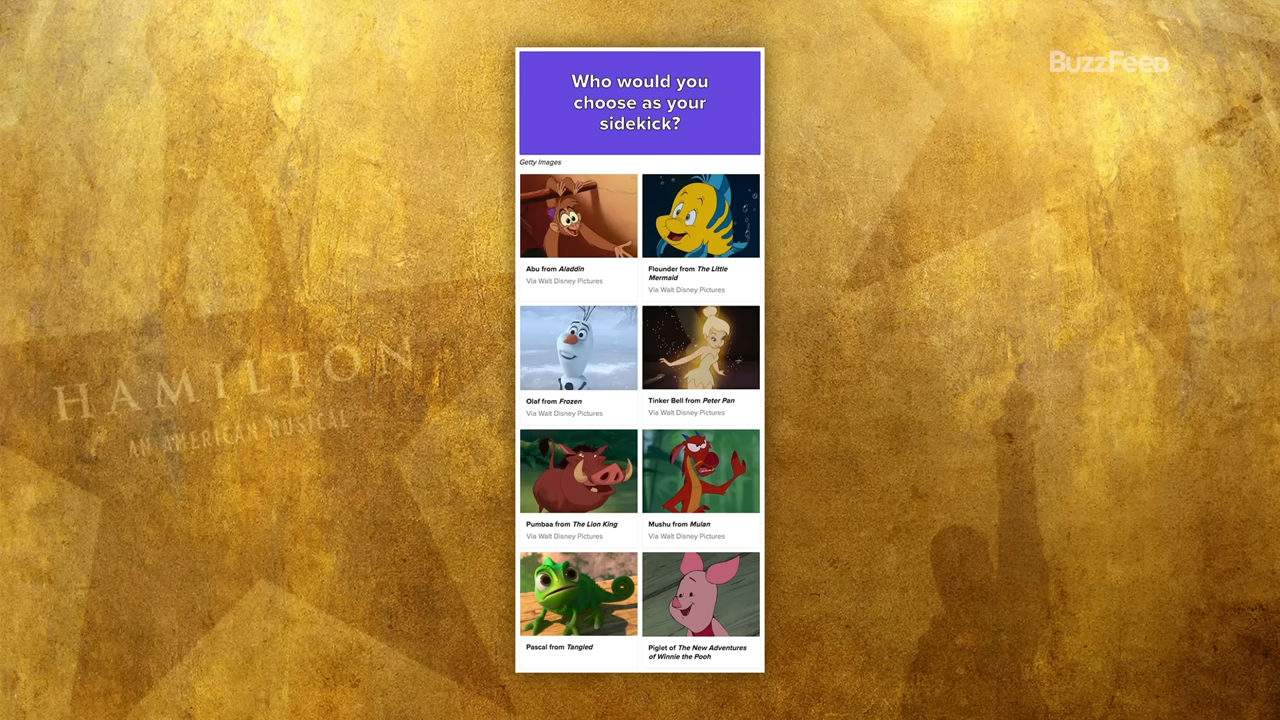 BuzzFeed
Who would you
choose as your
sidekick?
Getty Images
Abu from Aladdin
Via Walt Disney Pictures
Flounder from The Little
Mermaid
Via Walt Disney Pictures
Olaf from Frozen
Via Walt Disney Pictures
Tinker Bell from Peter Pan
Via Walt Disney Pictures
Pumbaa from The Lion King
Via Walt Disney Pictures
Mushu from Mulan
Via Walt Disney Pictures
Pascal from Tangled
Piglet of The New Adventures
of Winnie the Pooh
HAMILTON
AN AMERICAN MUSICAL